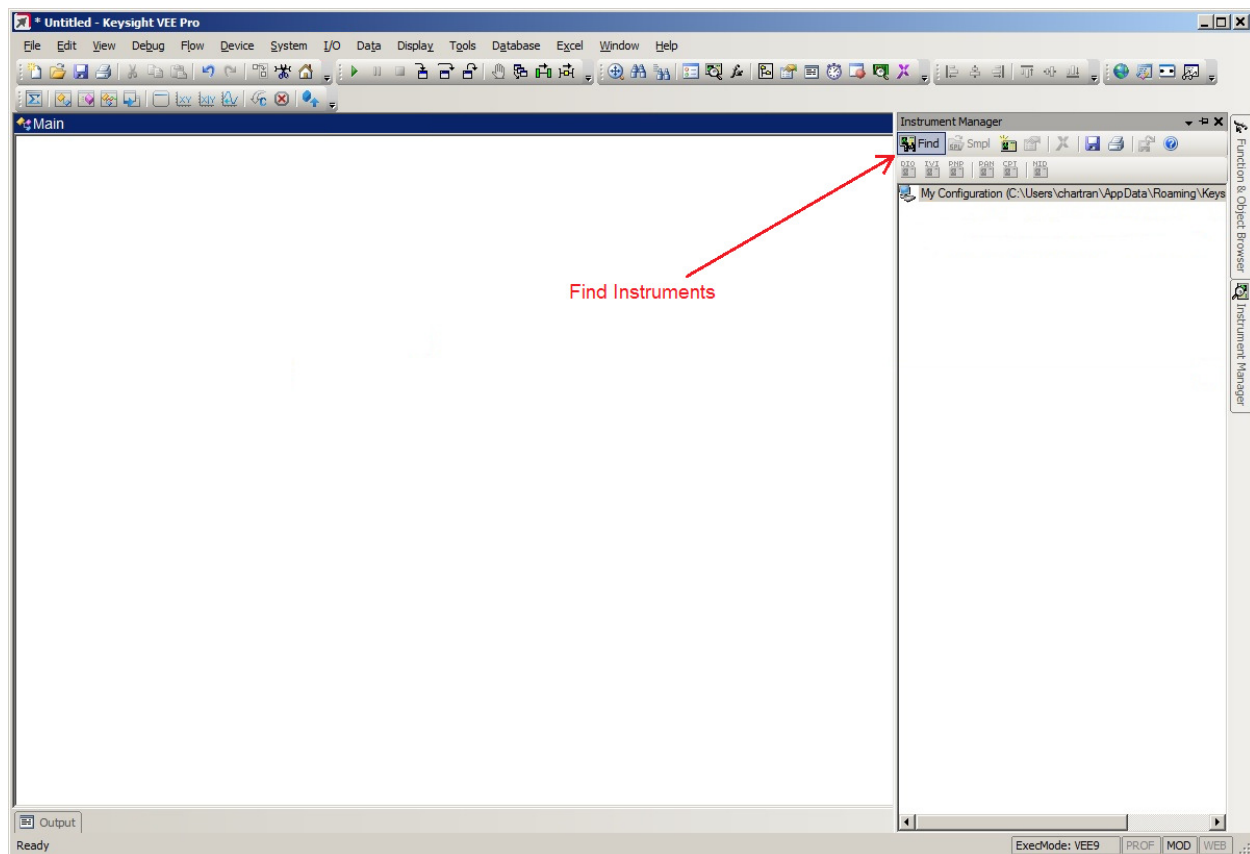 * Untitled - Keysight VEE Pro
File Edit View Debug Flow Device System I/O Data Display Tools Database Excel Window Help
Main
Instrument Manager
Find Smpl
DIO IVI PNP PAN CPI NID
My Configuration (C:\Users\chartran\AppData\Roaming\Keys
Find Instruments
Function & Object Browser
Instrument Manager
Output
Ready
ExecMode: VEE9 PROF MOD WEB